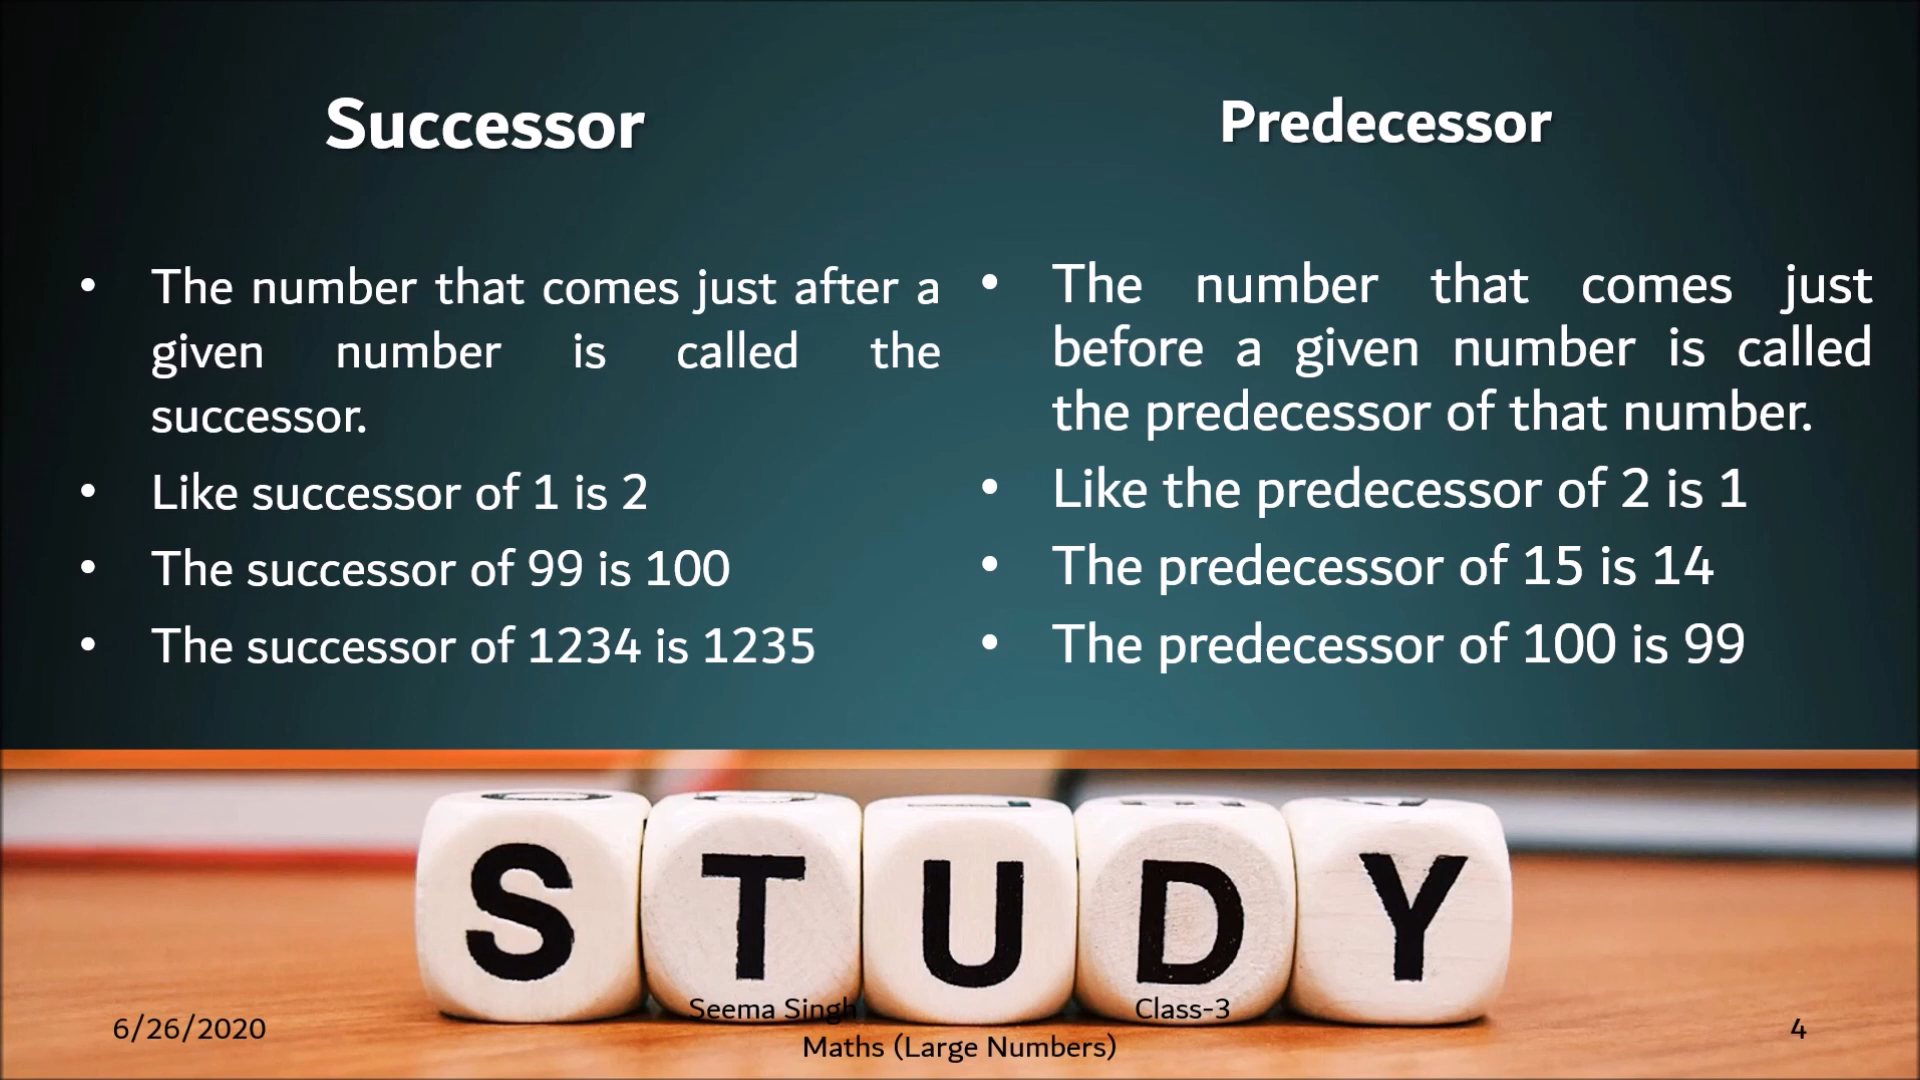 Successor
The number that comes just after a
given number is called the
successor.
Like successor of 1 is 2
The successor of 99 is 100
The successor of 1234 is 1235
Predecessor
The number that comes just
before a given number is called
the predecessor of that number.
Like the predecessor of 2 is 1
The predecessor of 15 is 14
The predecessor of 100 is 99
STUDY
6/26/2020
Seema Singh Class-3
Maths (Large Numbers)
4